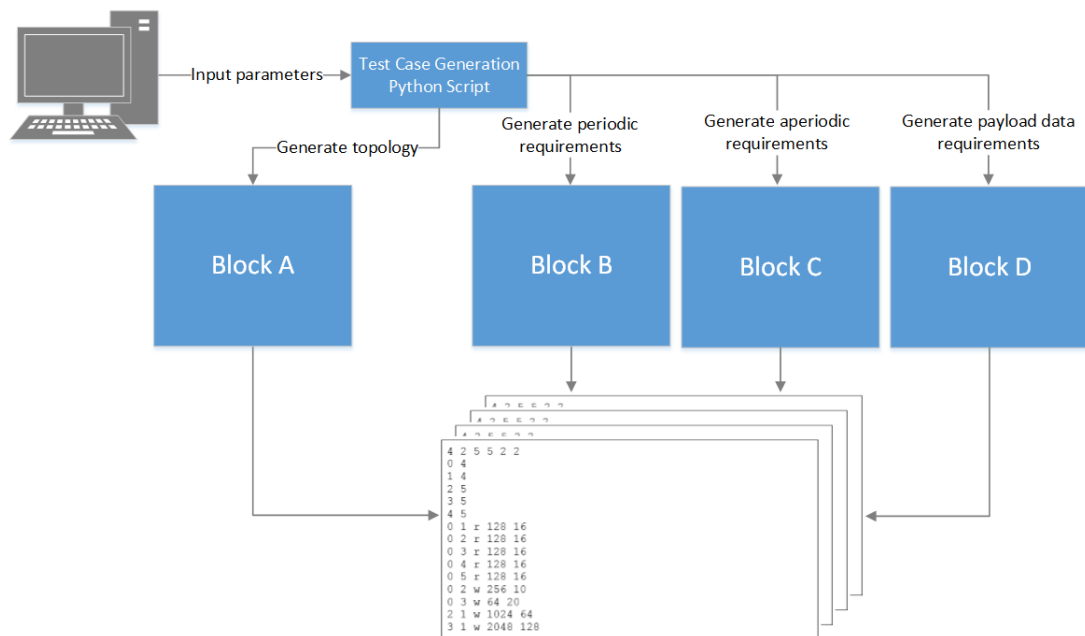 Input parameters
Test Case Generation
Python Script
Generate topology
Generate periodic
requirements
Generate aperiodic
requirements
Generate payload data
requirements
Block A
Block B
Block C
Block D
4 2 5 5 2 2
0 4
1 4
2 5
3 5
4 5
0 1 r 128 16
0 2 r 128 16
0 3 r 128 16
0 4 r 128 16
0 5 r 128 16
0 2 w 256 10
0 3 w 64 20
2 1 w 1024 64
3 1 w 2048 128